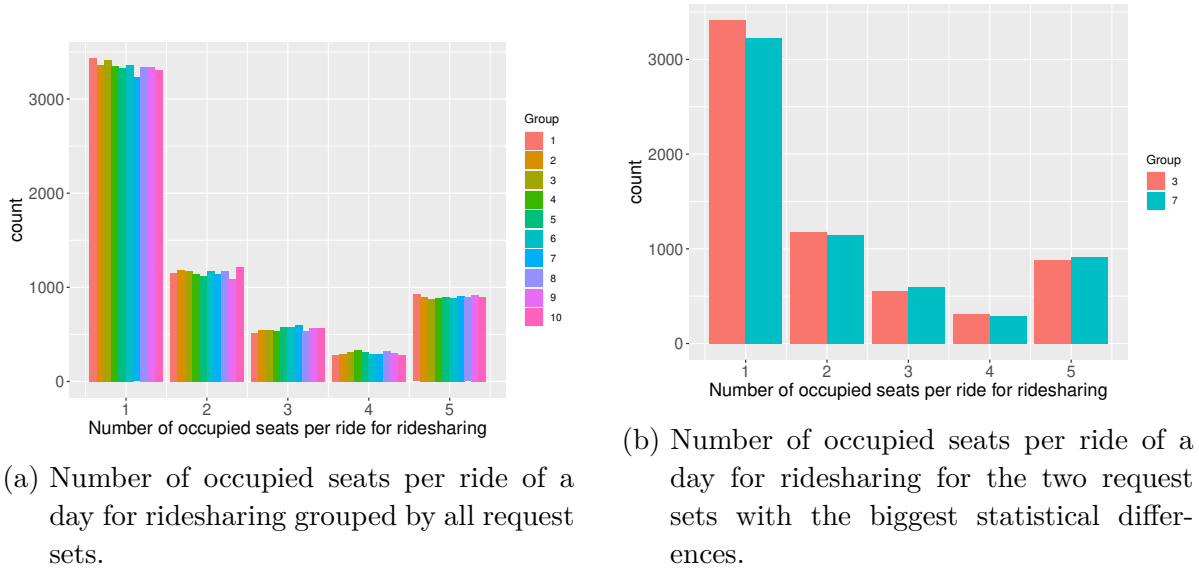 3000
2000
1000
0
count
1 2 3 4 5
Number of occupied seats per ride for ridesharing
Group
1
2
3
4
5
6
7
8
9
10
(a) Number of occupied seats per ride of a
day for ridesharing grouped by all request
sets.
3000
2000
1000
0
count
1 2 3 4 5
Number of occupied seats per ride for ridesharing
Group
3
7
(b) Number of occupied seats per ride of a
day for ridesharing for the two request
sets with the biggest statistical differ-
ences.